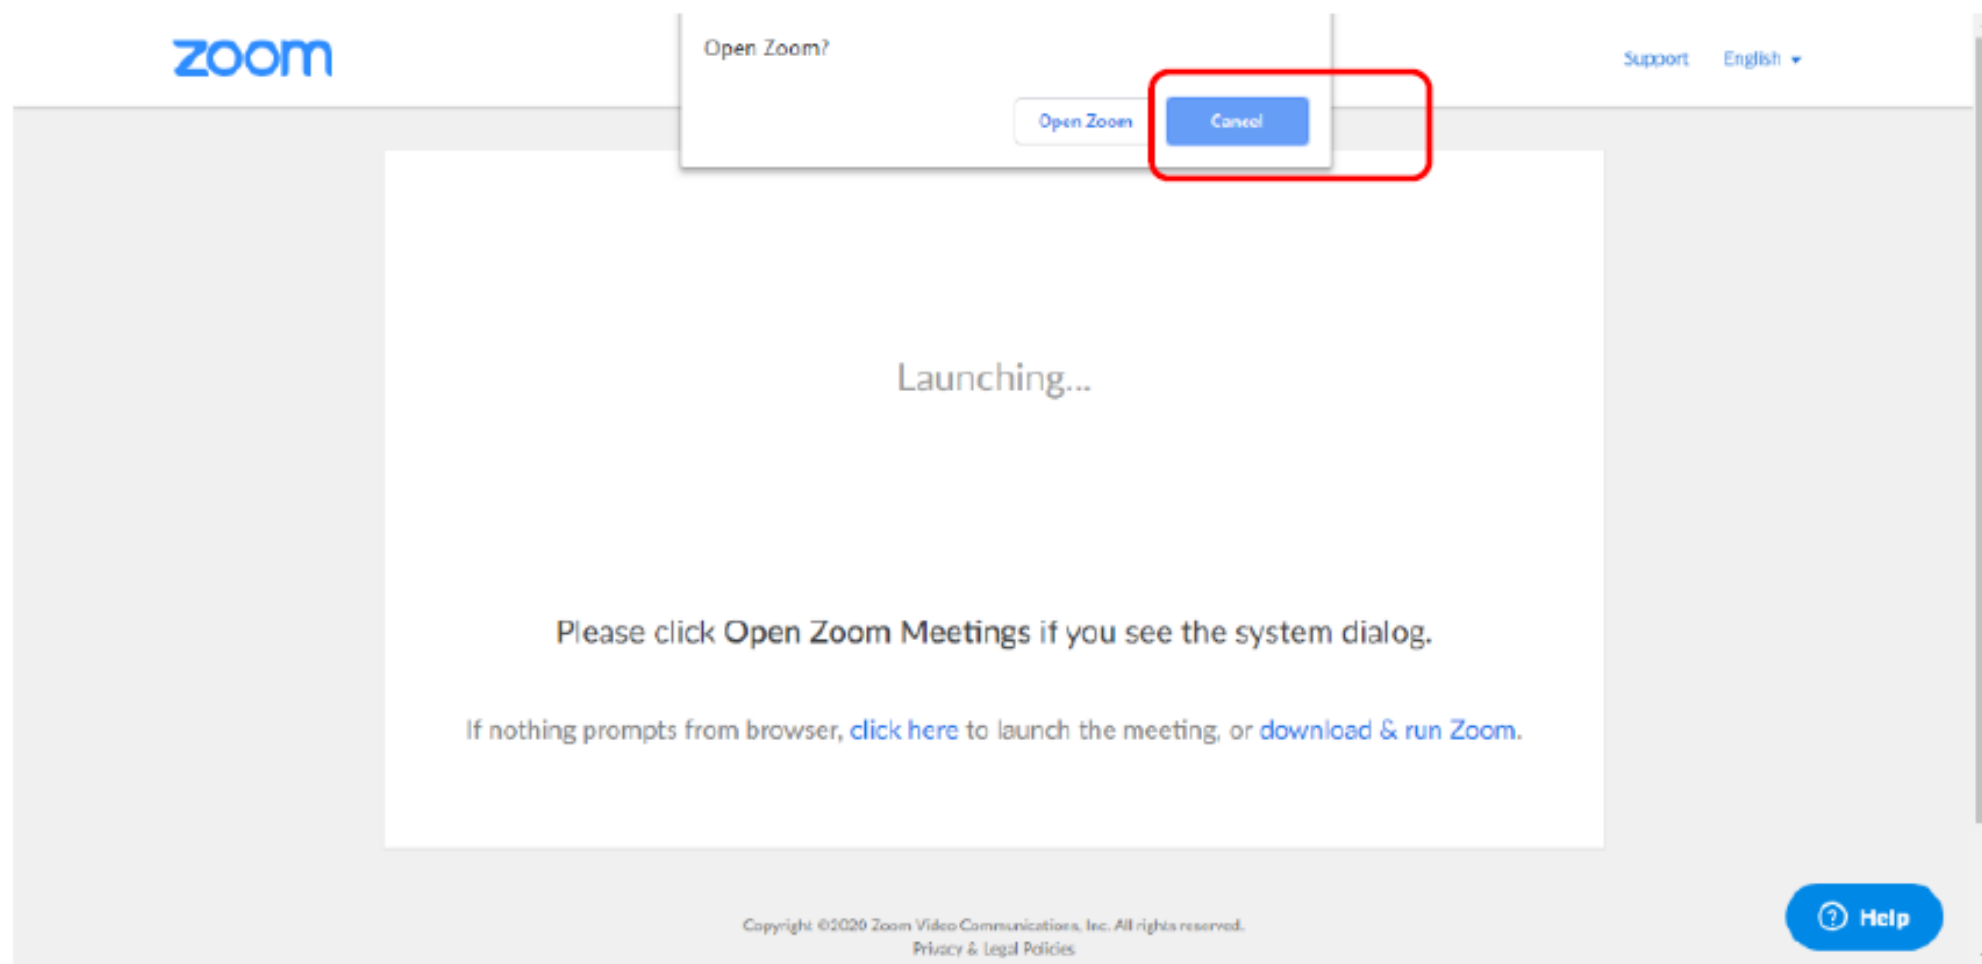 zoom
Open Zoom?
Support English
Open Zoom Cancel
Launching...
Please click Open Zoom Meetings if you see the system dialog.
If nothing prompts from browser, click here to launch the meeting, or download & run Zoom.
Help
Copyright ©2020 Zoom Video Communications, Inc. All rights reserved.
Privacy & Legal Policies